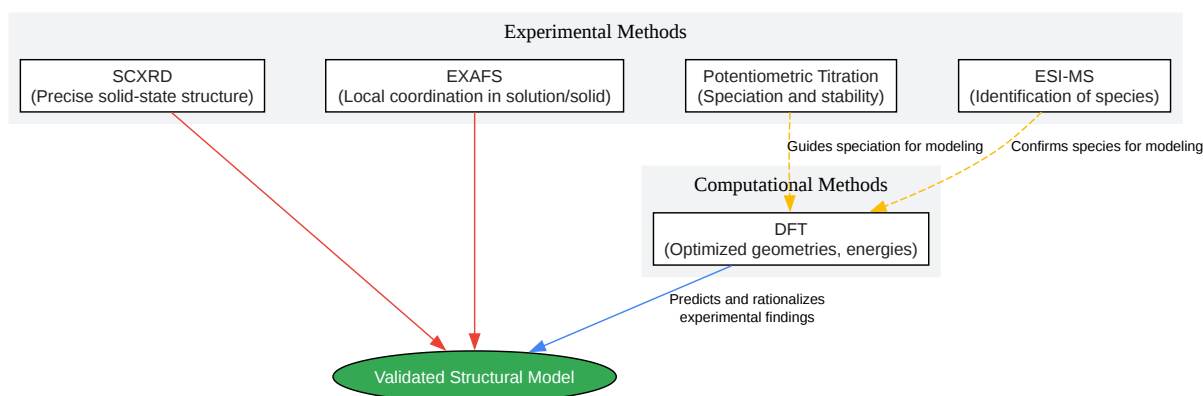 Experimental Methods
SCXRD
(Precise solid-state structure)
EXAFS
(Local coordination in solution/solid)
Potentiometric Titration
(Speciation and stability)
ESI-MS
(Identification of species)
Guides speciation for modeling
Confirms species for modeling
Computational Methods
DFT
(Optimized geometries, energies)
Predicts and rationalizes
experimental findings
Validated Structural Model